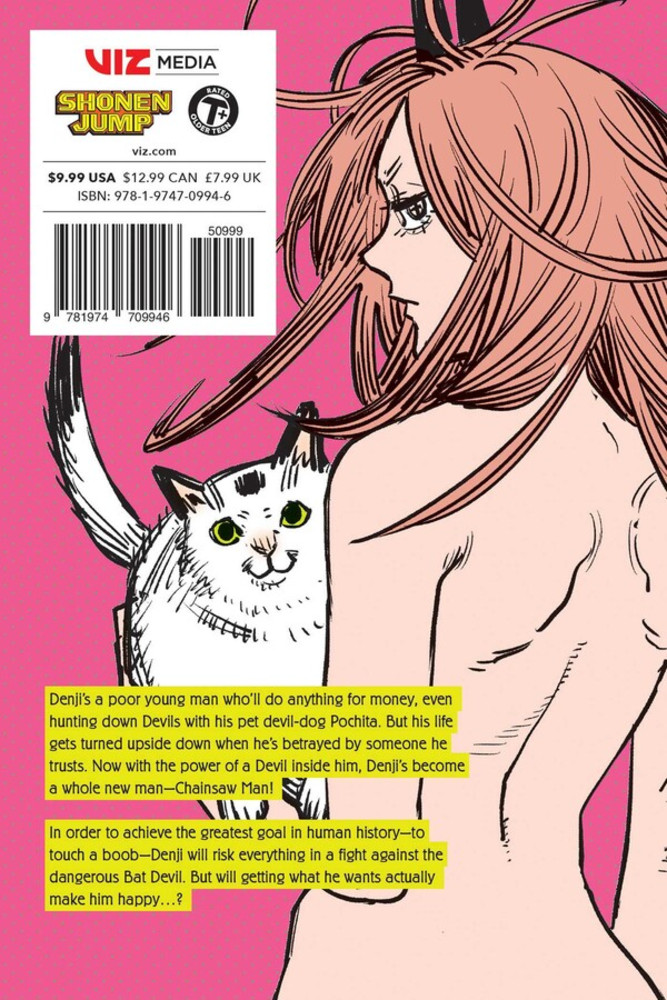 VIZ MEDIA
SHONEN
JUMP
RATED
T+
OLDER TEEN
viz.com
$9.99 USA $12.99 CAN £7.99 UK
ISBN: 978-1-9747-0994-6
50999
9 781974 709946
Denji's a poor young man who'll do anything for money, even
hunting down Devils with his pet devil-dog Pochita. But his life
gets turned upside down when he's betrayed by someone he
trusts. Now with the power of a Devil inside him, Denji's become
a whole new man—Chainsaw Man!
In order to achieve the greatest goal in human history—to
touch a boob—Denji will risk everything in a fight against the
dangerous Bat Devil. But will getting what he wants actually
make him happy…?